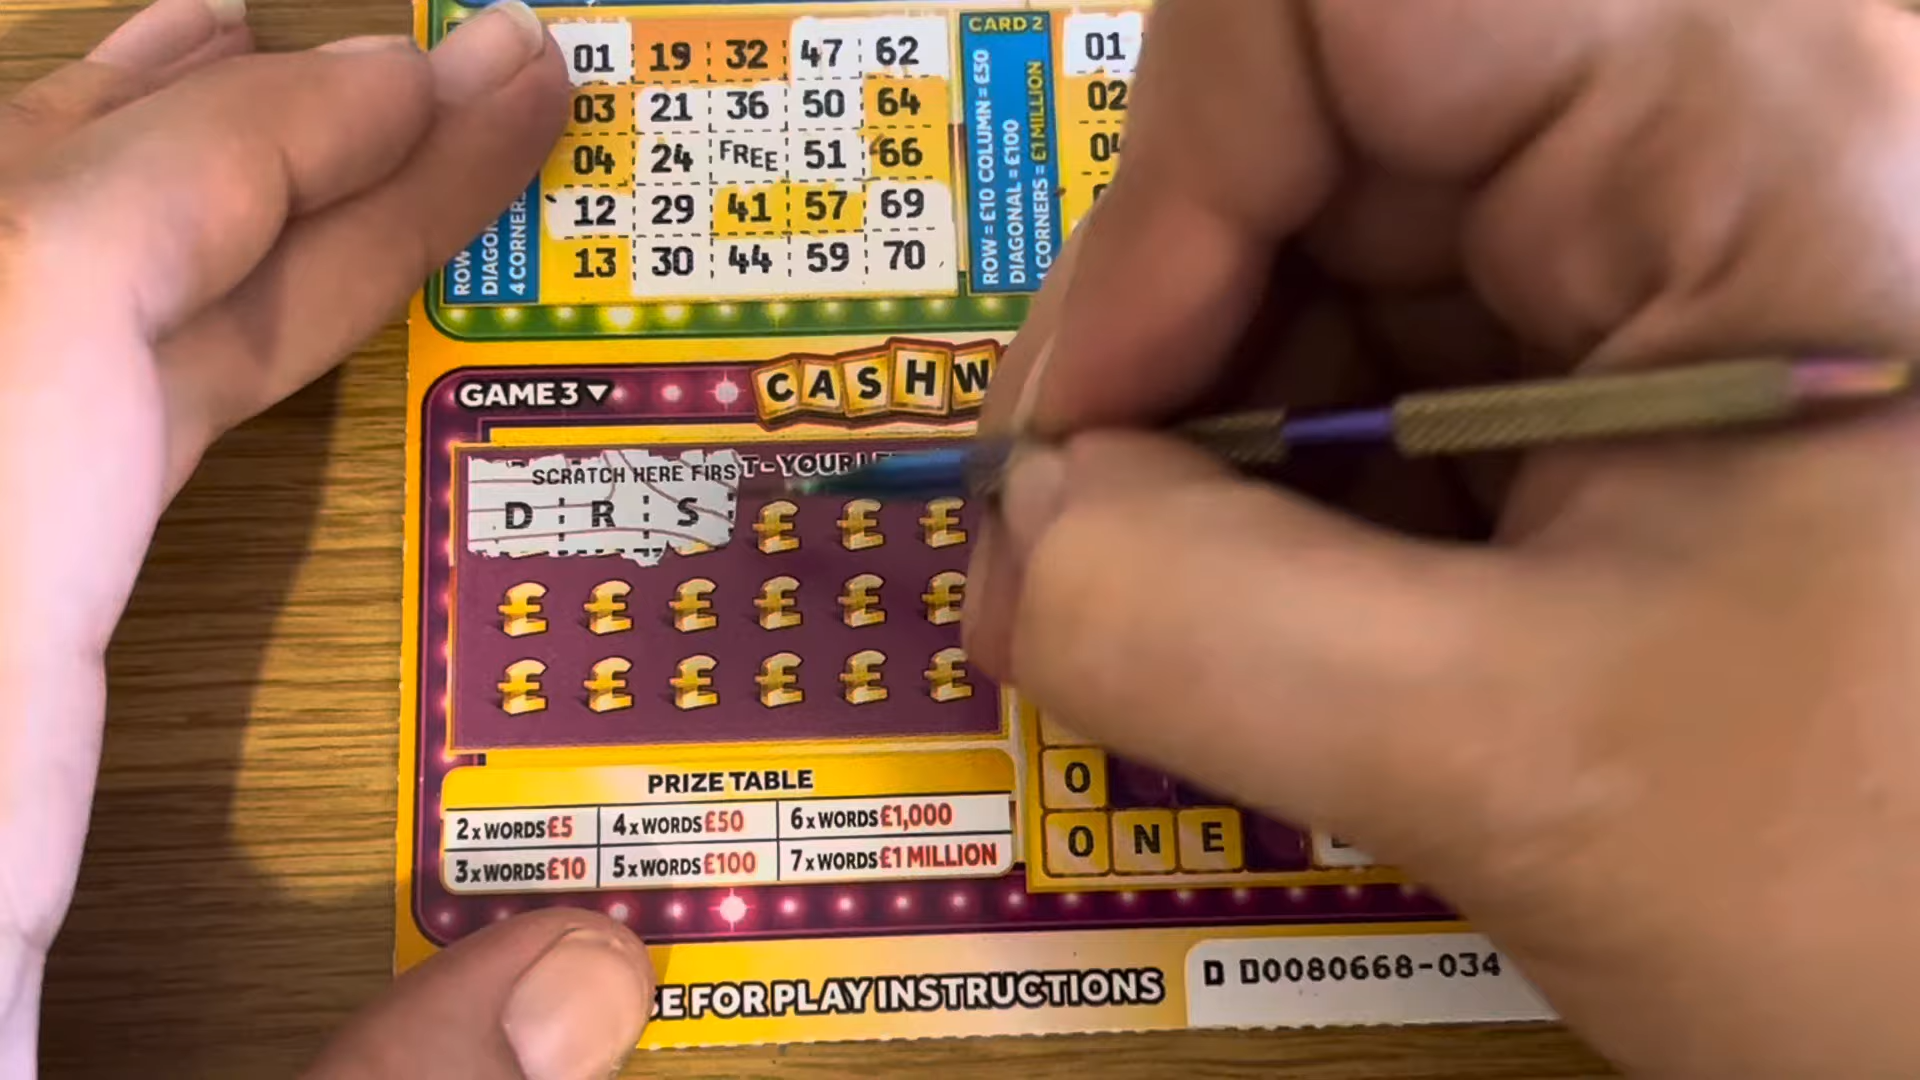 01 19 32 47 62
03 21 36 50 64
04 24 FREE 51 66
12 29 41 57 69
13 30 44 59 70
4 CORNERS
CARD 2
ROW = £10 COLUMN = £50
DIAGONAL = £100
4 CORNERS = £1 MILLION
01
02
GAME 3
CASHW
SCRATCH HERE FIRST - YOUR
D R S £ £ £
£ £ £ £ £ £
£ £ £ £ £ £
PRIZE TABLE
2 x WORDS £5 4 x WORDS £50 6 x WORDS £1,000
3 x WORDS £10 5 x WORDS £100 7 x WORDS £1 MILLION
O
O N E
FOR PLAY INSTRUCTIONS
D D0080668-034